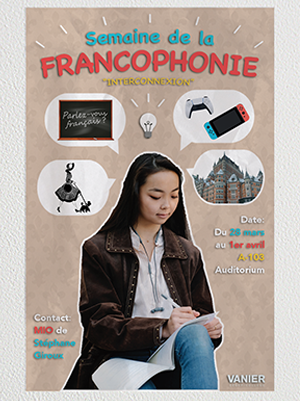 Semaine de la
FRANCOPHONIE
"INTERCONNEXION"
Parlez-vous
français?
Date:
Du 28 mars
au 1er avril
A-103
Auditorium
Contact:
MIO de
Stéphane
Giroux
VANIER